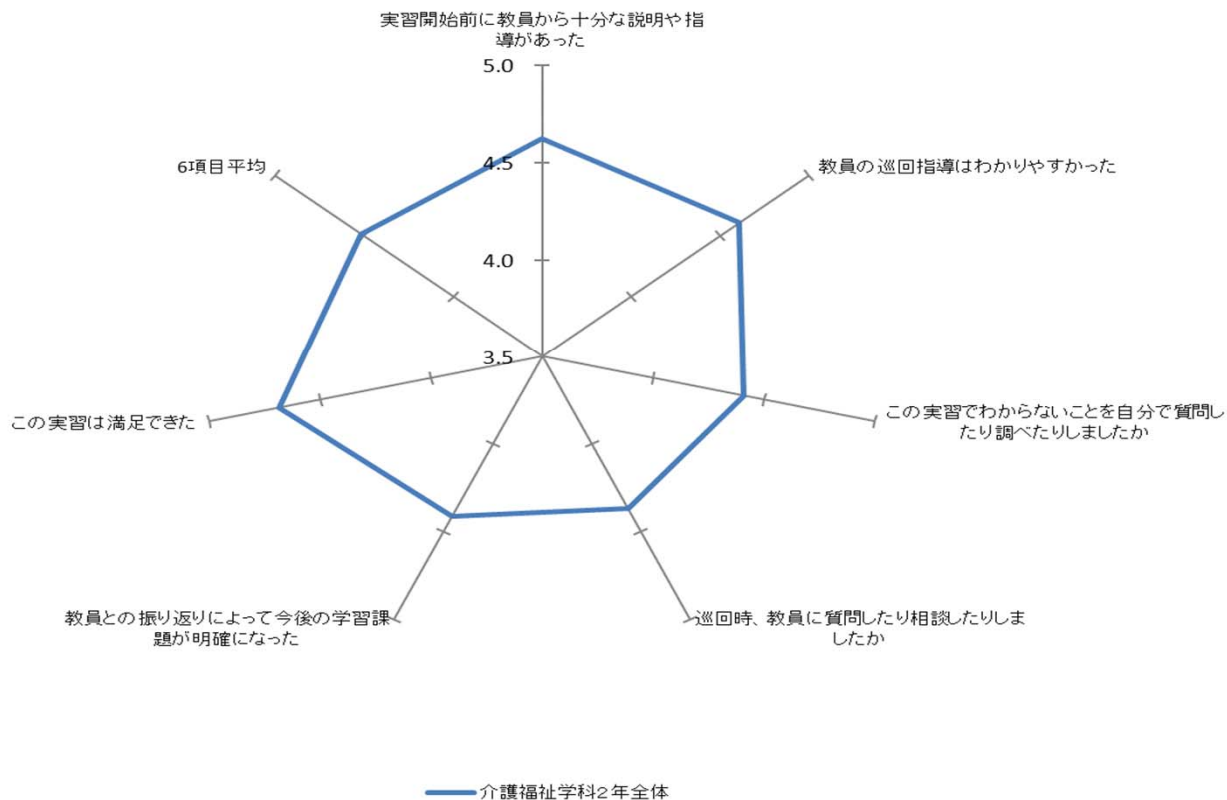 実習開始前に教員から十分な説明や指
導があった
5.0
4.5
4.0
3.5
教員の巡回指導はわかりやすかった
この実習でわからないことを自分で質問し
たり調べたりしましたか
巡回時、教員に質問したり相談したりしま
したか
教員との振り返りによって今後の学習課
題が明確になった
この実習は満足できた
6項目平均
介護福祉学科2年全体